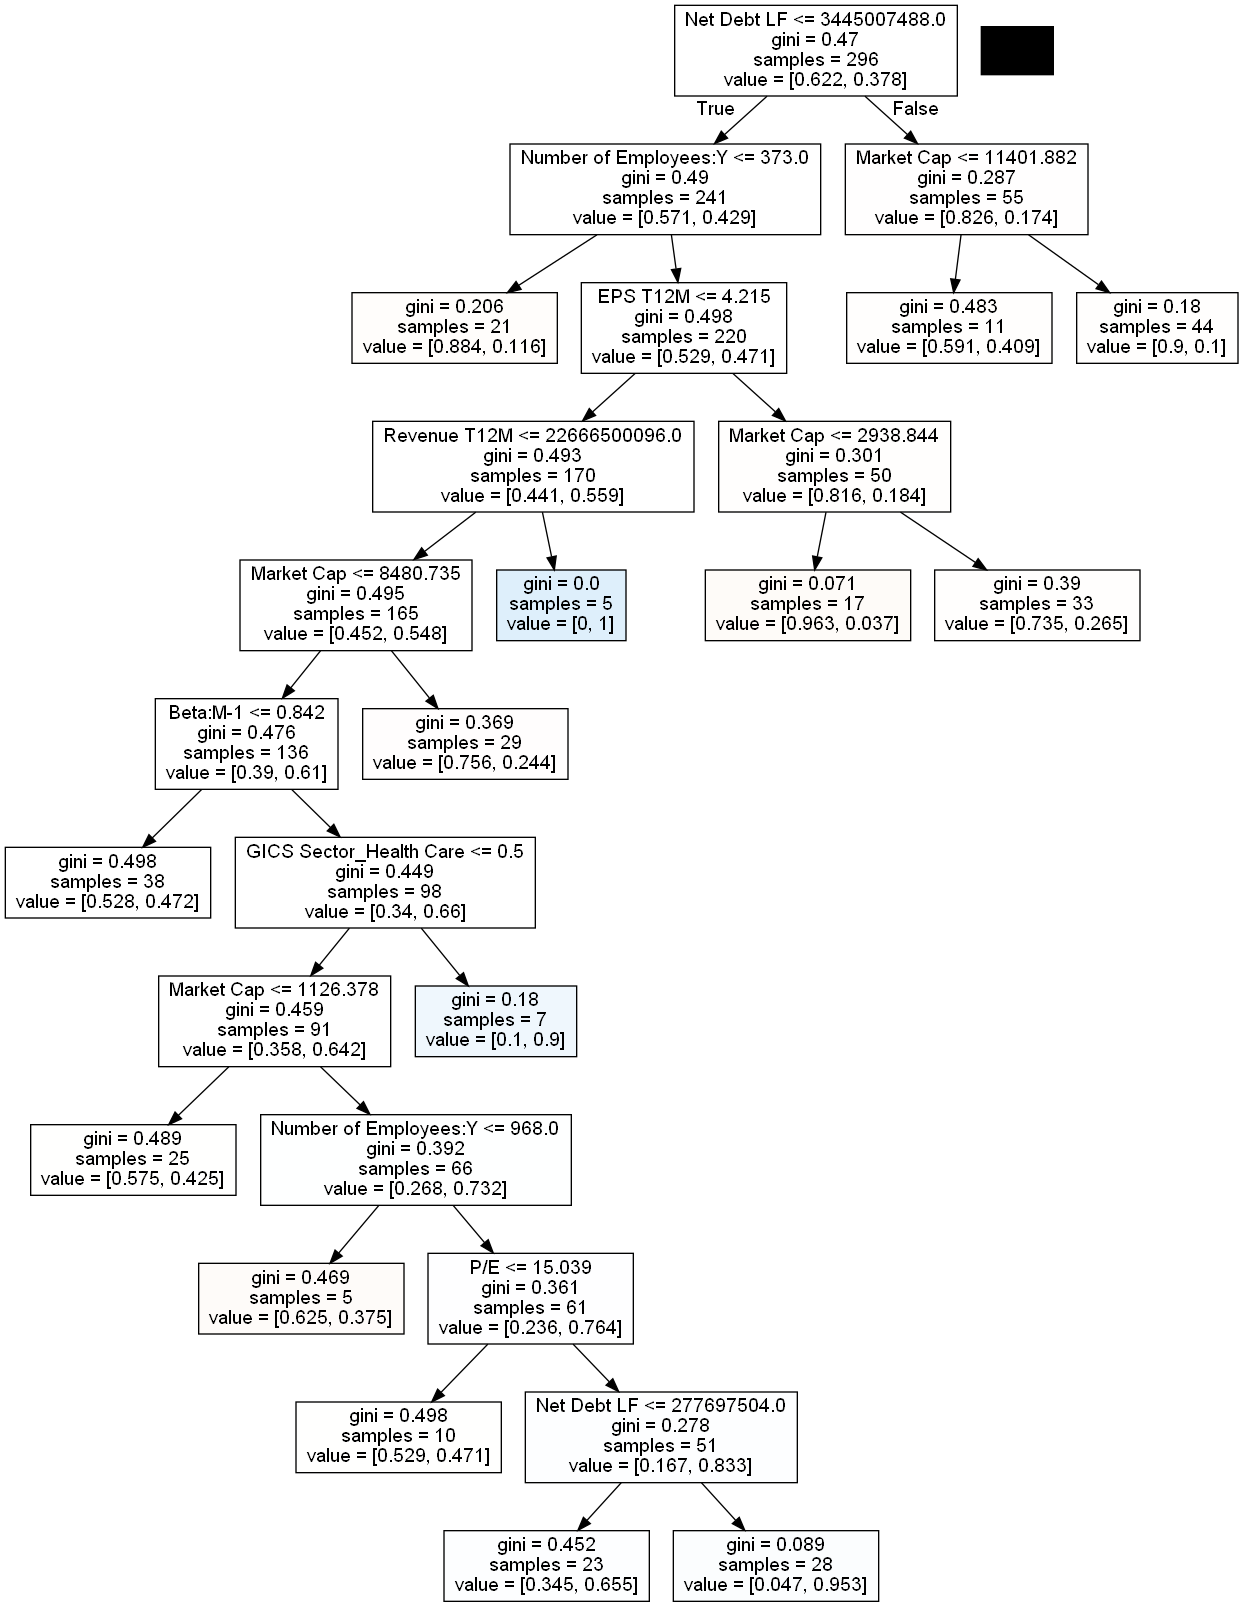 Net Debt LF <= 3445007488.0
gini = 0.47
samples = 296
value = [0.622, 0.378]
True
False
Number of Employees:Y <= 373.0
gini = 0.49
samples = 241
value = [0.571, 0.429]
Market Cap <= 11401.882
gini = 0.287
samples = 55
value = [0.826, 0.174]
gini = 0.206
samples = 21
value = [0.884, 0.116]
EPS T12M <= 4.215
gini = 0.498
samples = 220
value = [0.529, 0.471]
gini = 0.483
samples = 11
value = [0.591, 0.409]
gini = 0.18
samples = 44
value = [0.9, 0.1]
Revenue T12M <= 22666500096.0
gini = 0.493
samples = 170
value = [0.441, 0.559]
Market Cap <= 2938.844
gini = 0.301
samples = 50
value = [0.816, 0.184]
Market Cap <= 8480.735
gini = 0.495
samples = 165
value = [0.452, 0.548]
gini = 0.0
samples = 5
value = [0, 1]
gini = 0.071
samples = 17
value = [0.963, 0.037]
gini = 0.39
samples = 33
value = [0.735, 0.265]
Beta:M-1 <= 0.842
gini = 0.476
samples = 136
value = [0.39, 0.61]
gini = 0.369
samples = 29
value = [0.756, 0.244]
gini = 0.498
samples = 38
value = [0.528, 0.472]
GICS Sector_Health Care <= 0.5
gini = 0.449
samples = 98
value = [0.34, 0.66]
Market Cap <= 1126.378
gini = 0.459
samples = 91
value = [0.358, 0.642]
gini = 0.18
samples = 7
value = [0.1, 0.9]
gini = 0.489
samples = 25
value = [0.575, 0.425]
Number of Employees:Y <= 968.0
gini = 0.392
samples = 66
value = [0.268, 0.732]
gini = 0.469
samples = 5
value = [0.625, 0.375]
P/E <= 15.039
gini = 0.361
samples = 61
value = [0.236, 0.764]
gini = 0.498
samples = 10
value = [0.529, 0.471]
Net Debt LF <= 277697504.0
gini = 0.278
samples = 51
value = [0.167, 0.833]
gini = 0.452
samples = 23
value = [0.345, 0.655]
gini = 0.089
samples = 28
value = [0.047, 0.953]